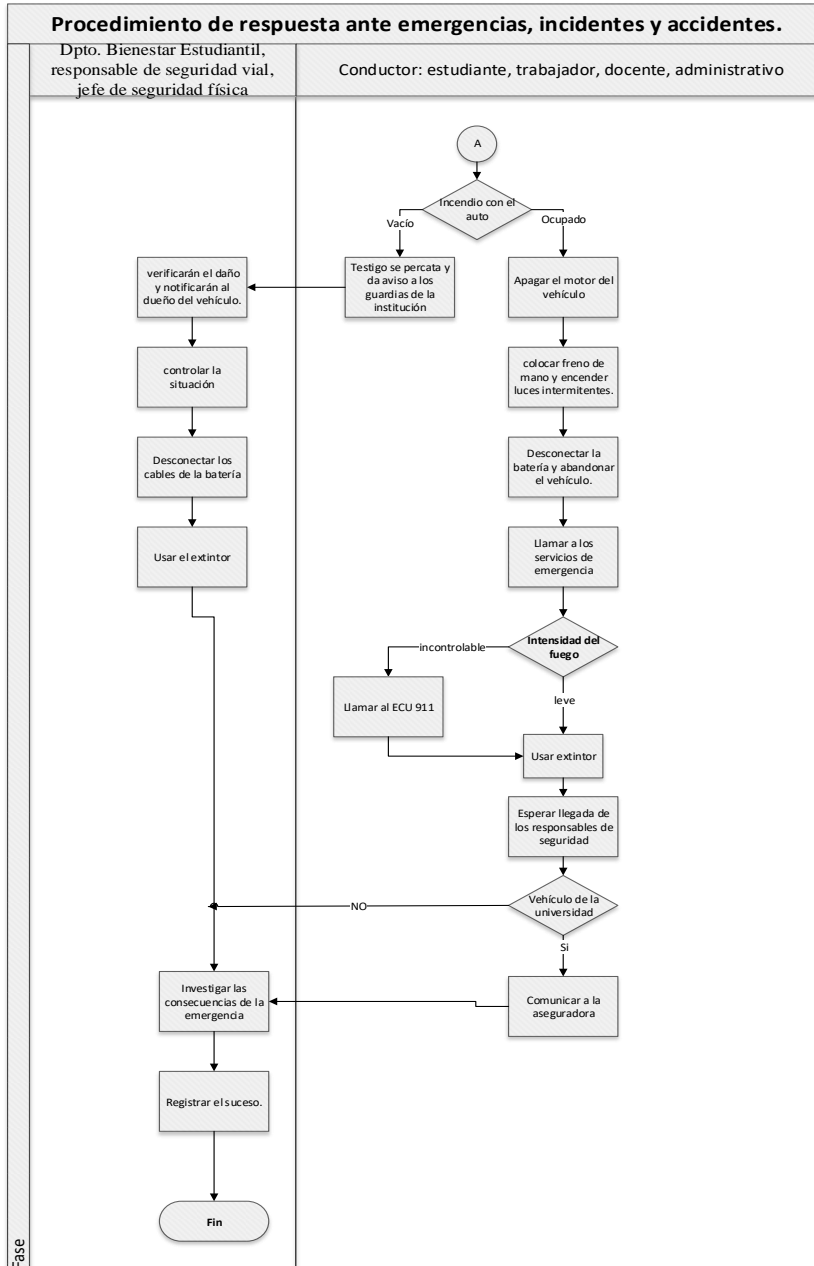 Procedimiento de respuesta ante emergencias, incidentes y accidentes.
Dpto. Bienestar Estudiantil,
responsable de seguridad vial,
jefe de seguridad física
Conductor: estudiante, trabajador, docente, administrativo
A
Incendio con el
auto
Vacío
Ocupado
verificarán el daño
y notificarán al
dueño del vehículo.
Testigo se percata y
da aviso a los
guardias de la
institución
Apagar el motor del
vehículo
controlar la
situación
colocar freno de
mano y encender
luces intermitentes.
Desconectar los
cables de la batería
Desconectar la
batería y abandonar
el vehículo.
Usar el extintor
Llamar a los
servicios de
emergencia
Intensidad del
fuego
incontrolable
leve
Llamar al ECU 911
Usar extintor
Esperar llegada de
los responsables de
seguridad
Vehículo de la
universidad
NO
Si
Investigar las
consecuencias de la
emergencia
Comunicar a la
aseguradora
Registrar el suceso.
Fin
Fase